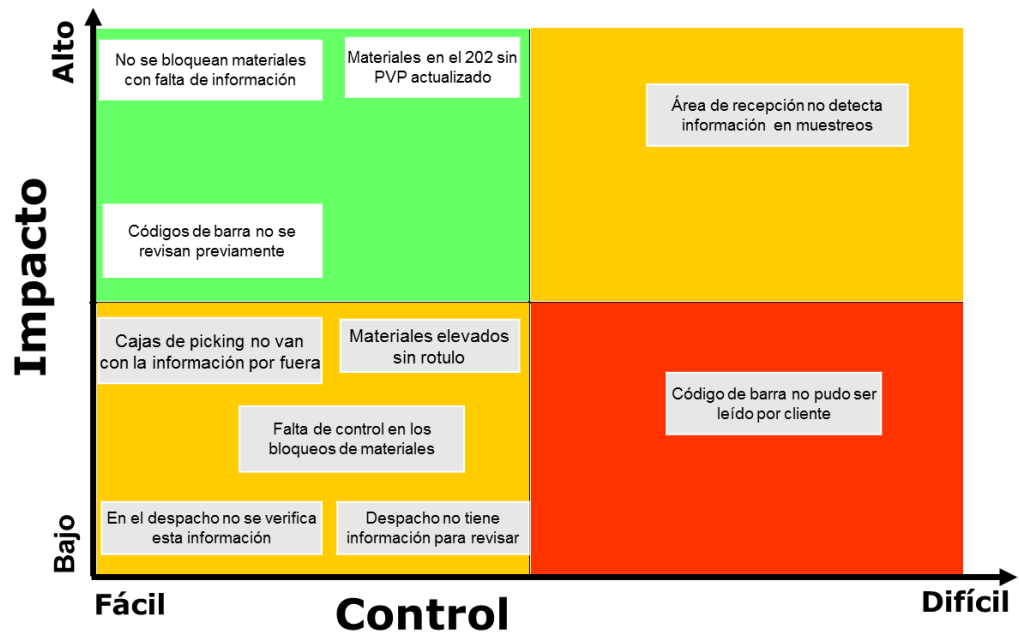 Alto
No se bloquean materiales
con falta de información
Materiales en el 202 sin
PVP actualizado
Área de recepción no detecta
información en muestreos
Códigos de barra no se
revisan previamente
Impacto
Cajas de picking no van
con la información por fuera
Materiales elevados
sin rotulo
Código de barra no pudo ser
leído por cliente
Falta de control en los
bloqueos de materiales
En el despacho no se verifica
esta información
Despacho no tiene
información para revisar
Bajo
Fácil
Control
Difícil